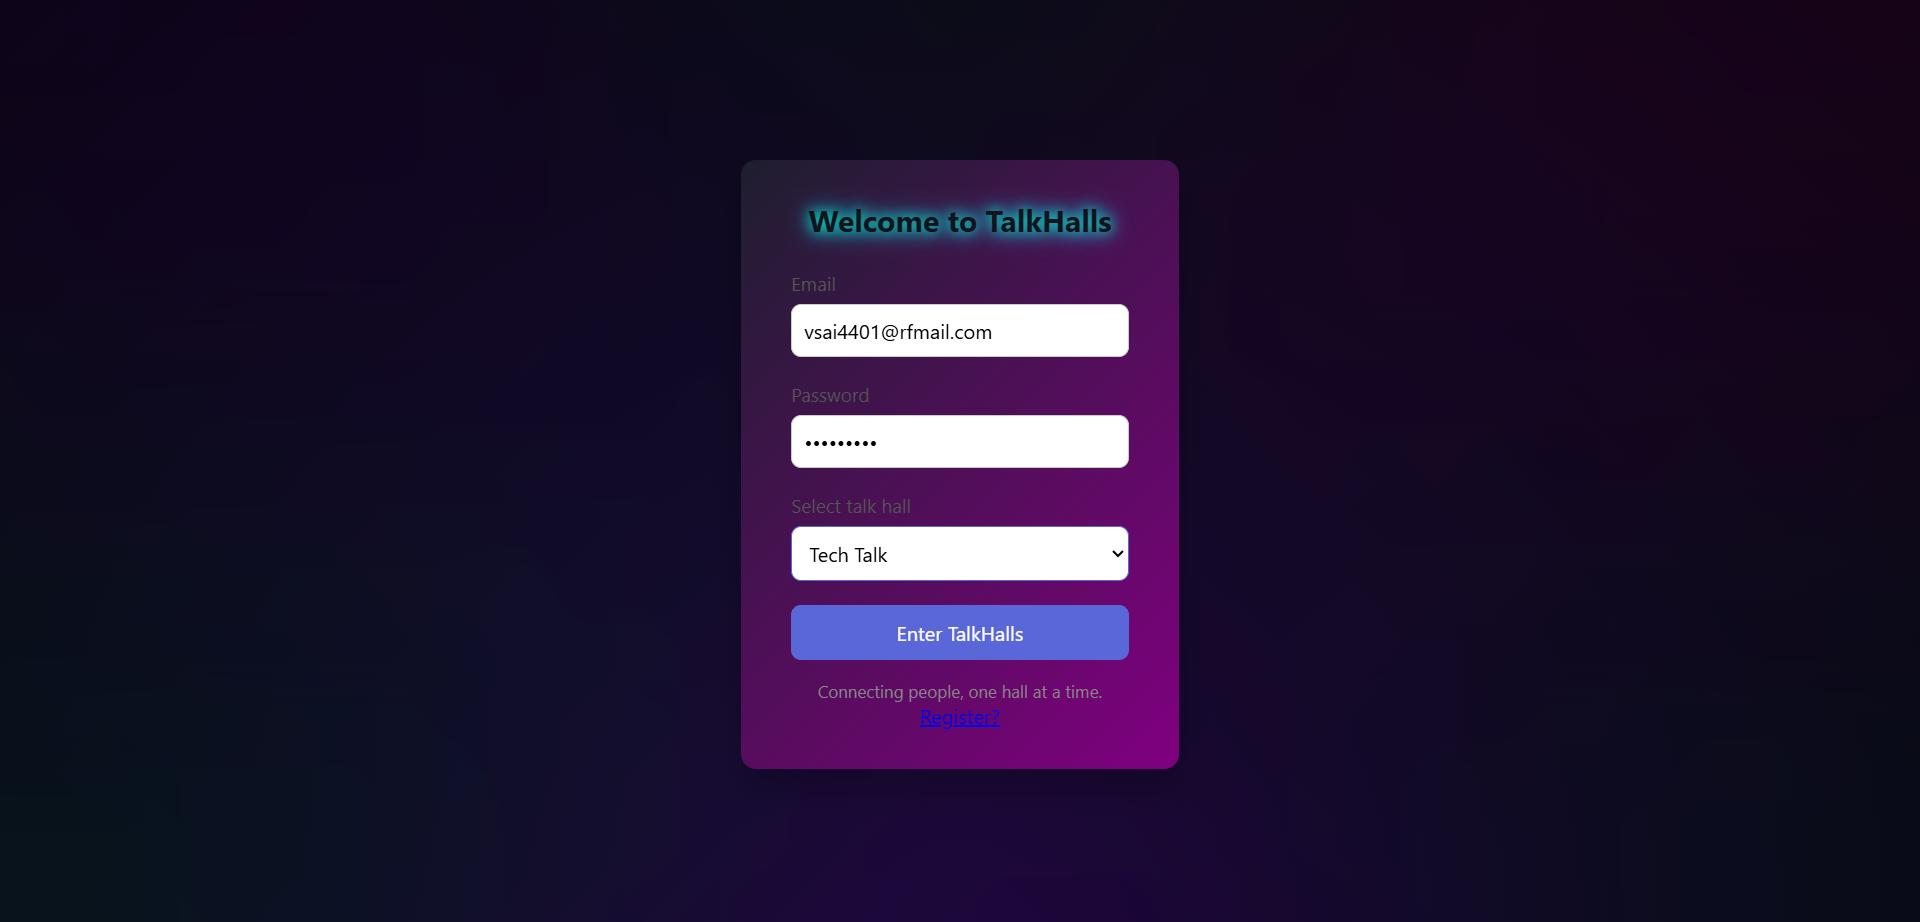 Welcome to TalkHalls
Email
vsai4401@rfmail.com
Password
•••••••••
Select talk hall
Tech Talk
Enter TalkHalls
Connecting people, one hall at a time.
Register?